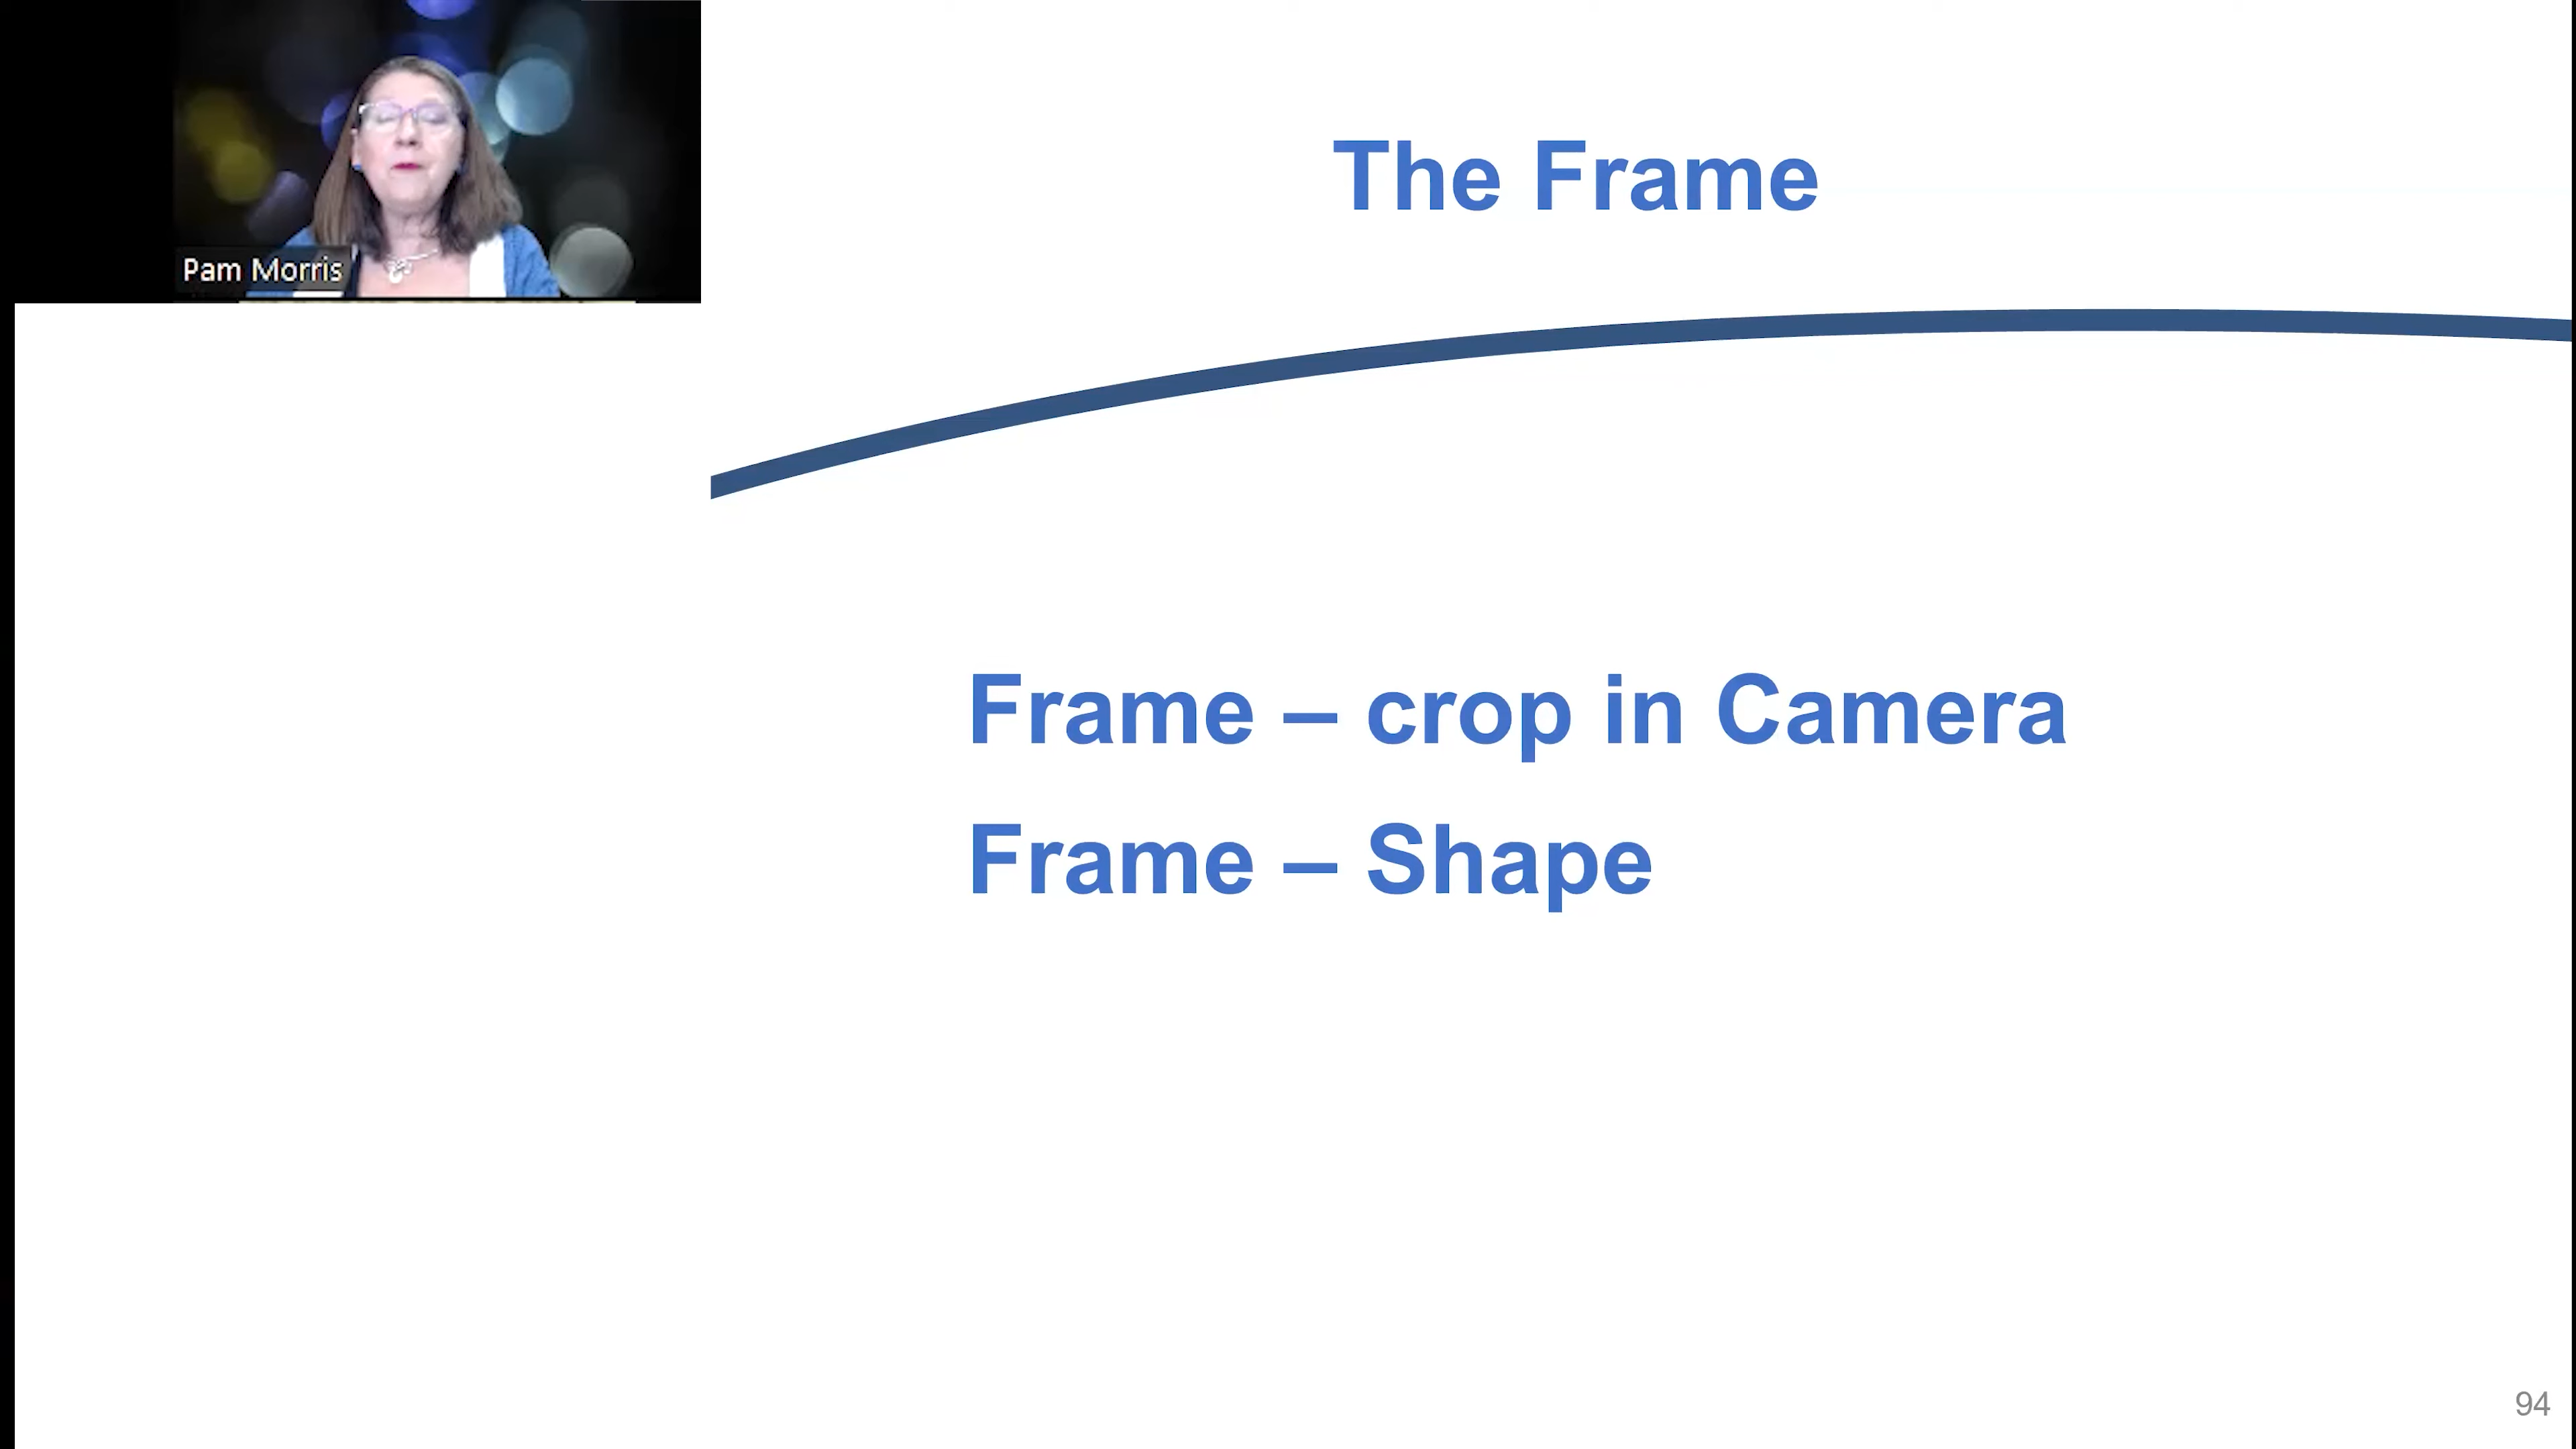 Pam Morris
The Frame
Frame – crop in Camera
Frame – Shape
94